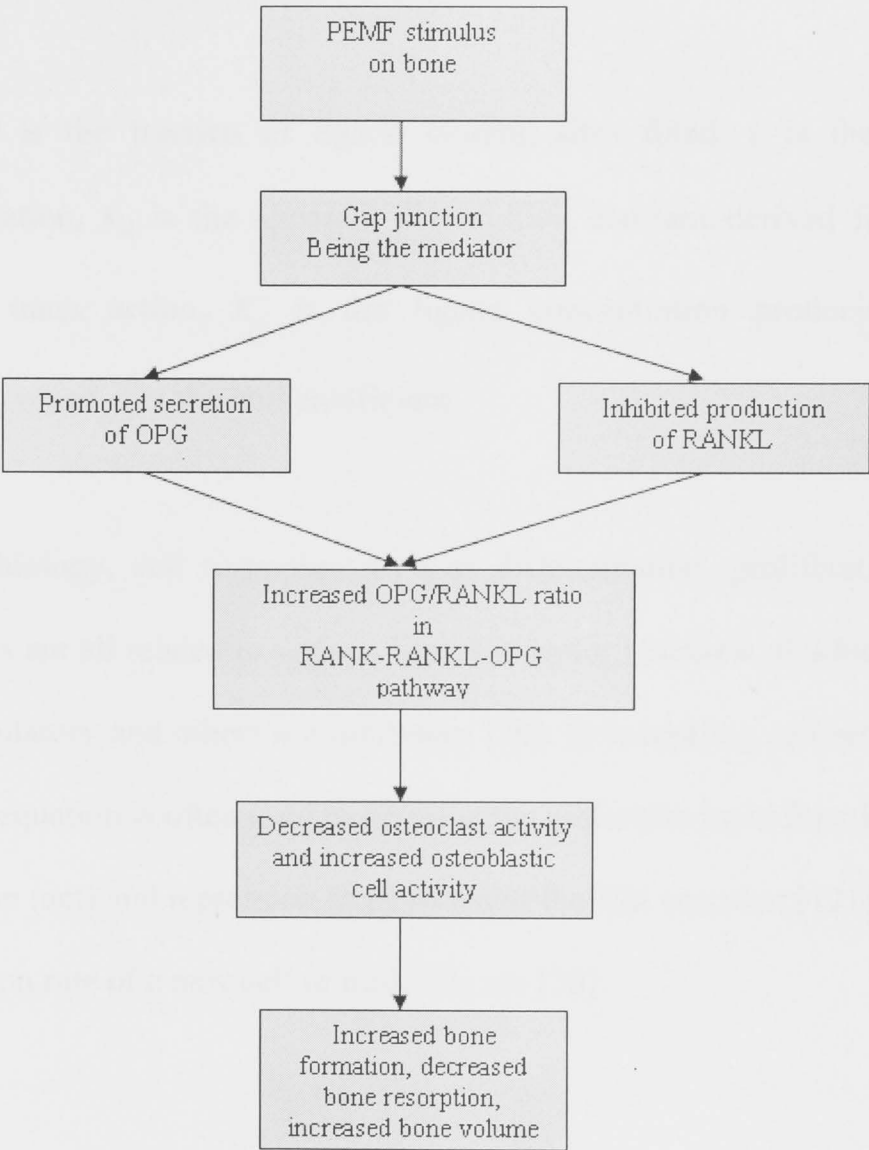 PEMF stimulus
on bone
Gap junction
Being the mediator
Promoted secretion
of OPG
Inhibited production
of RANKL
Increased OPG/RANKL ratio
in
RANK-RANKL-OPG
pathway
Decreased osteoclast activity
and increased osteoblastic
cell activity
Increased bone
formation, decreased
bone resorption,
increased bone volume